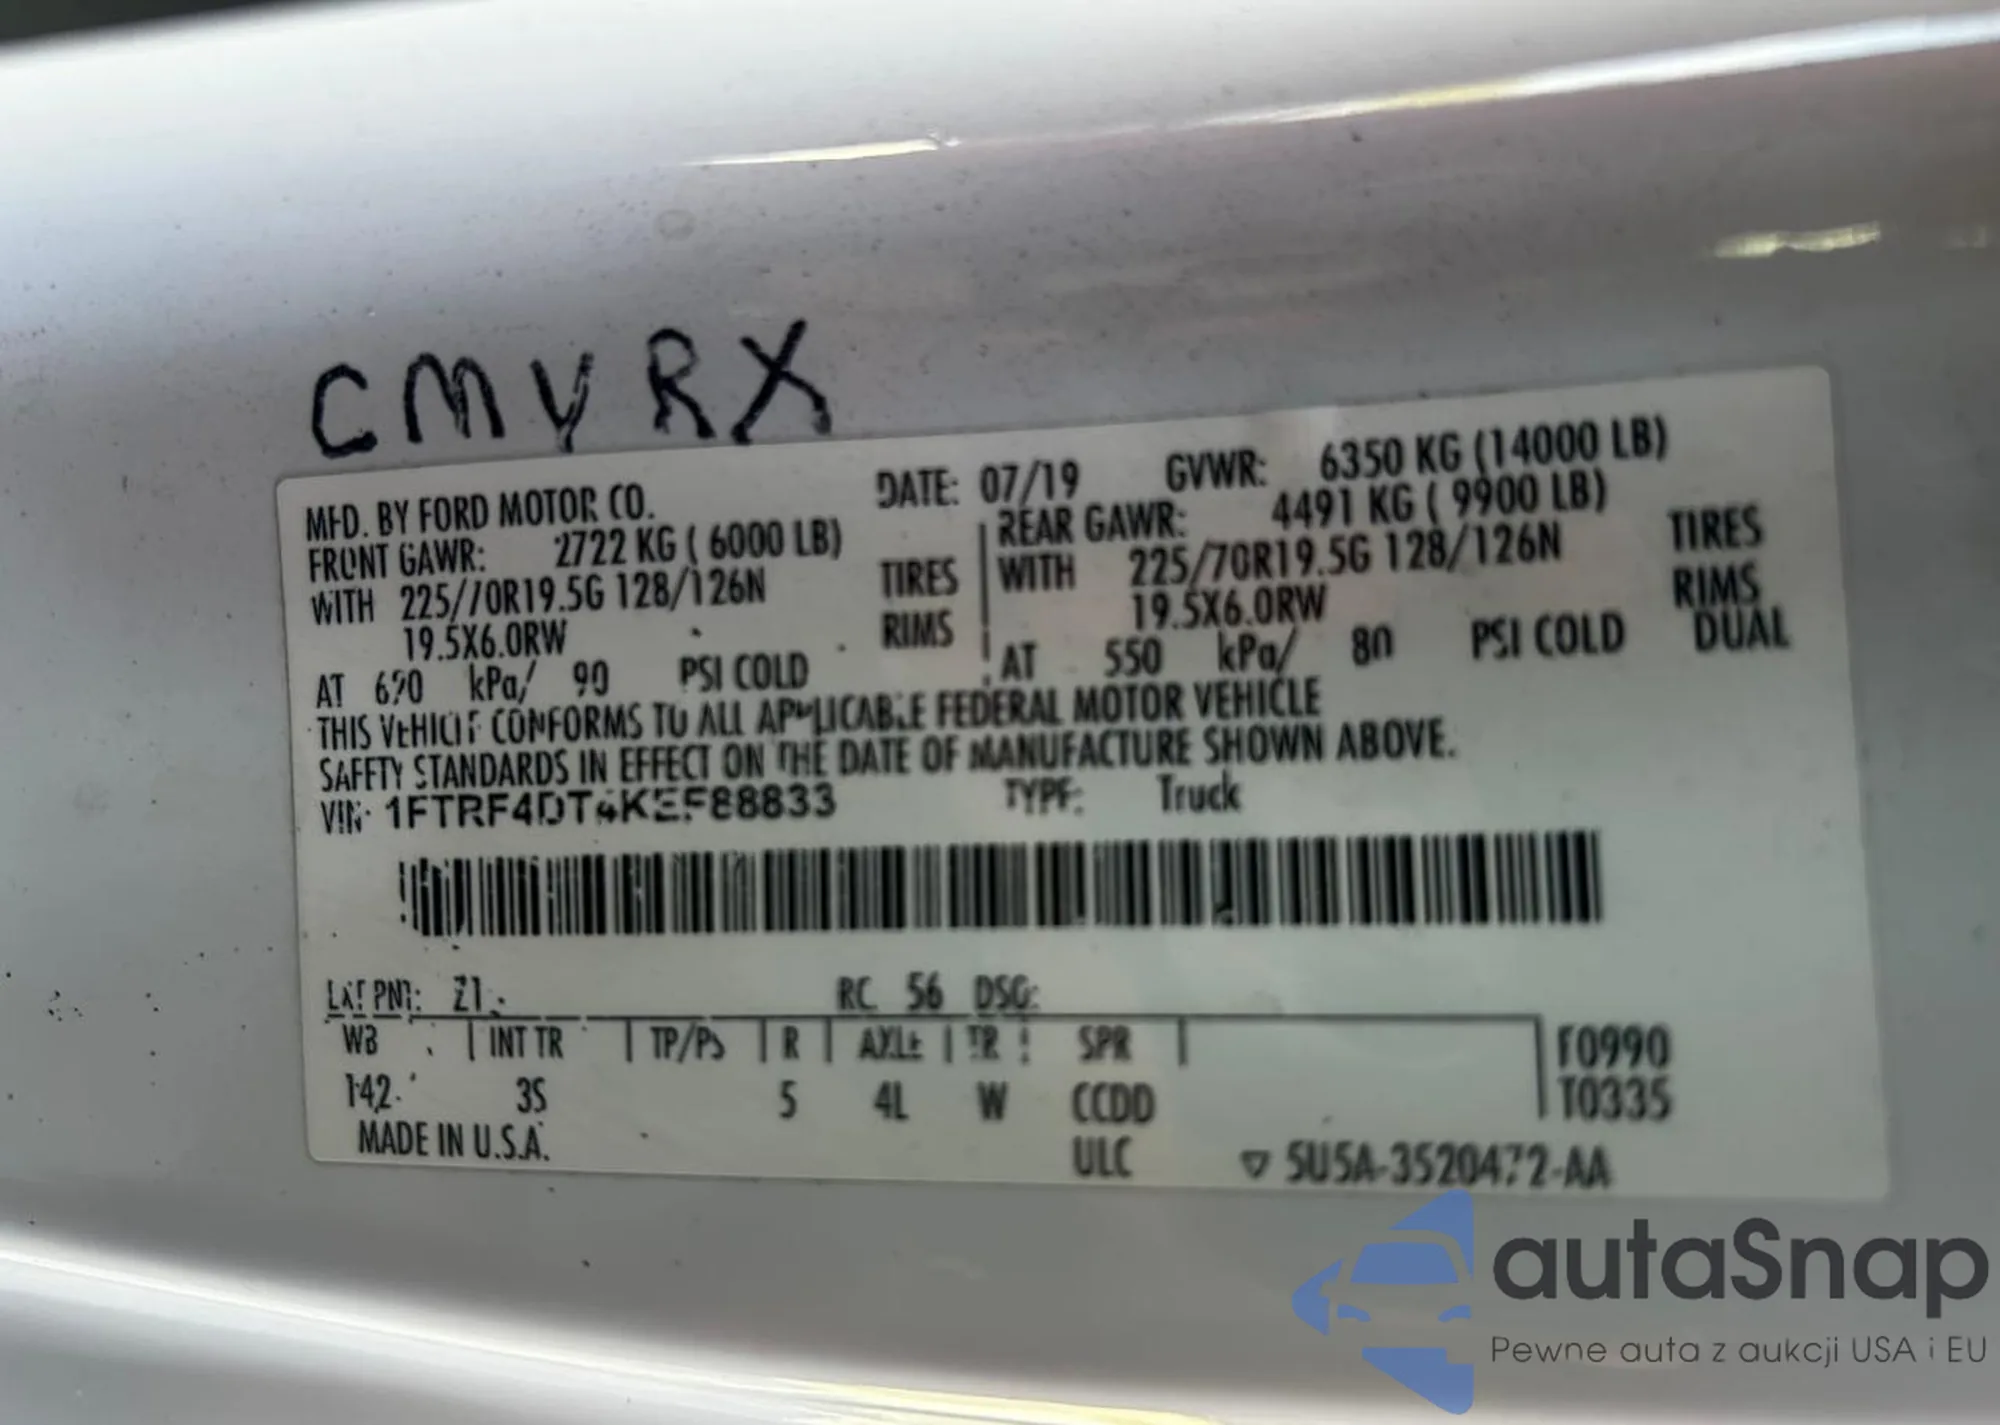 CMVRX
MFD. BY FORD MOTOR CO. DATE: 07/19 GVWR: 6350 KG (14000 LB)
FRONT GAWR: 2722 KG ( 6000 LB) REAR GAWR: 4491 KG ( 9900 LB)
WITH 225/70R19.5G 128/126N TIRES WITH 225/70R19.5G 128/126N TIRES
19.5X6.0RW RIMS 19.5X6.0RW RIMS
AT 620 kPa/ 90 PSI COLD AT 550 kPa/ 80 PSI COLD DUAL
THIS VEHICLE CONFORMS TO ALL APPLICABLE FEDERAL MOTOR VEHICLE
SAFETY STANDARDS IN EFFECT ON THE DATE OF MANUFACTURE SHOWN ABOVE.
VIN: 1FTRF4DT4KEF88833 TYPE: Truck
EXT PNT: Z1 RC 56 DSO:
WB INT TR TP/PS R AXLE TR SPR F0990
142 3S 5 4L W CCDD T0335
MADE IN U.S.A. ULC ▽ 5U5A-3520472-AA
autaSnap
Pewne auta z aukcji USA i EU